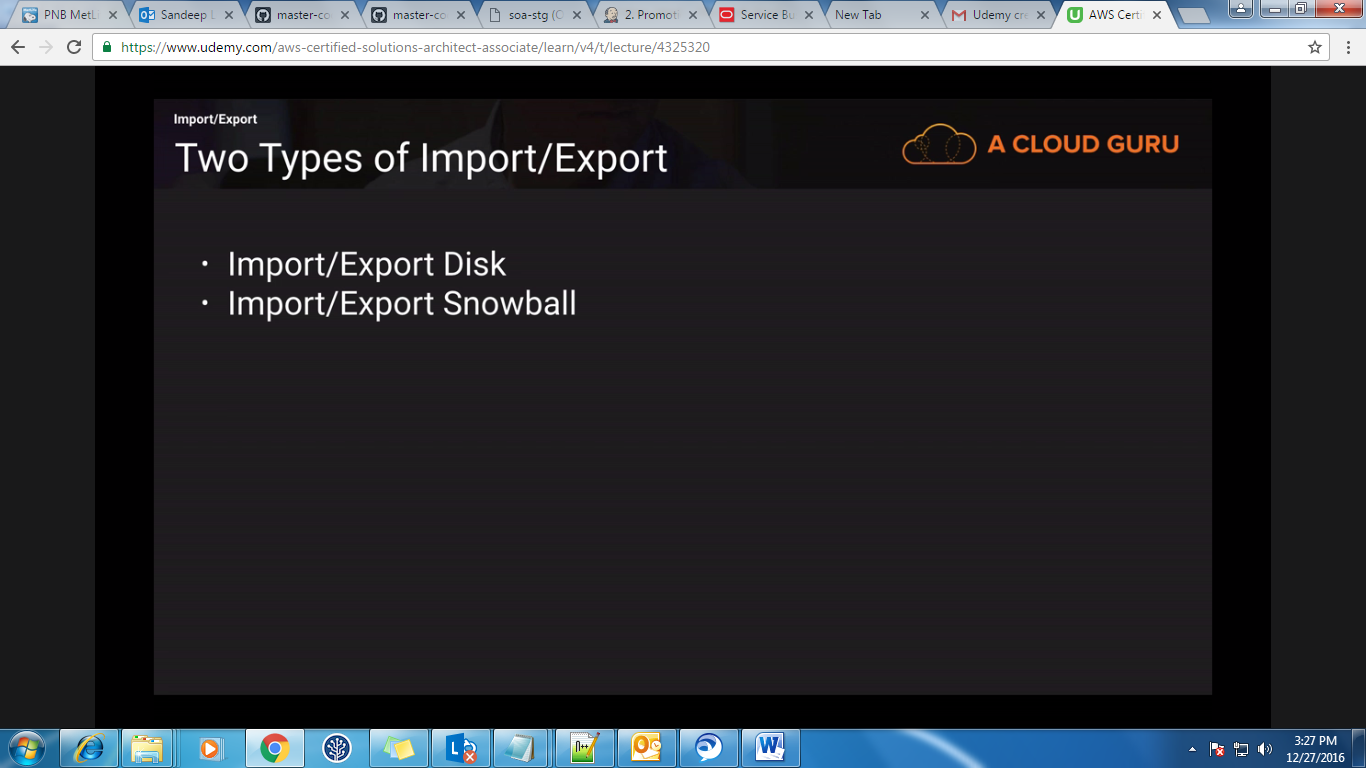 PNB MetL
Sandeep L
master-co
master-co
soa-stg (G
2. Promoti
Service Bu
New Tab
Udemy cre
AWS Certi
https://www.udemy.com/aws-certified-solutions-architect-associate/learn/v4/t/lecture/4325320
Import/Export
Two Types of Import/Export
A CLOUD GURU
· Import/Export Disk
· Import/Export Snowball
3:27 PM
12/27/2016